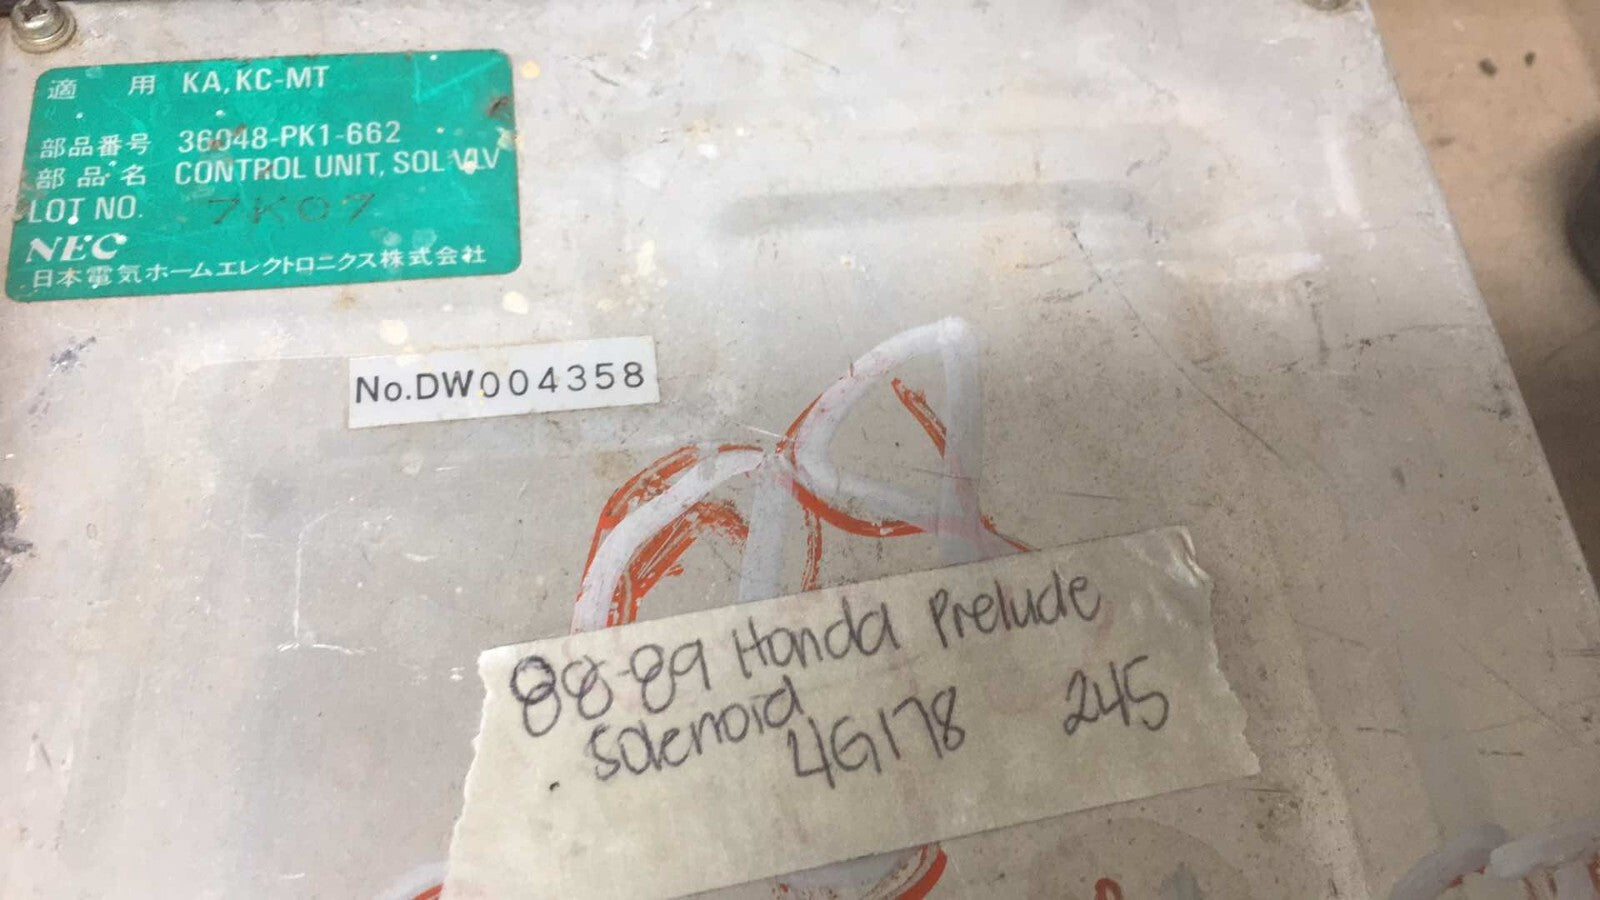 適 用 KA, KC-MT
部品番号 36048-PK1-662
部品名 CONTROL UNIT, SOL VLV
LOT NO. 7K07
NEC
日本電気ホームエレクトロニクス株式会社
No.DW004358
88-89 Honda Prelude
Solenoid
4G178 245